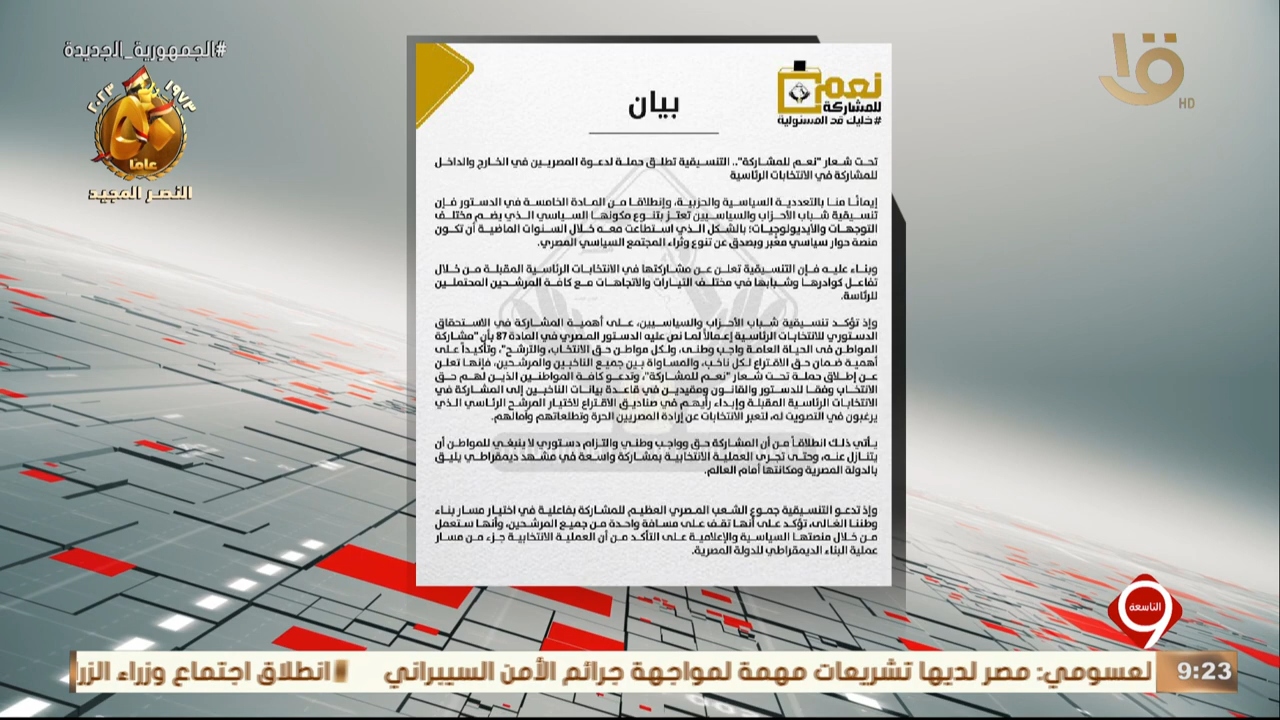 #الجمهورية_الجديدة
١٩٧٣
٢٠٢٣
٥٠
عامًا
النصر المجيد
HD
نعم
للمشاركة
#خليك_قد_المسئولية
بيان
تحت شعار "نعم للمشاركة".. التنسيقية تطلق حملة لدعوة المصريين في الخارج والداخل
للمشاركة في الانتخابات الرئاسية
إيمانًا منا بالتعددية السياسية والحزبية، وإنطلاقا من المادة الخامسة في الدستور فإن
تنسيقية شباب الأحزاب والسياسيين تعتز بتنوع مكونها السياسي الذي يضم مختلف
التوجهات والأيديولوجيات؛ بالشكل الذي استطاعت معه خلال السنوات الماضية أن تكون
منصة حوار سياسي معبر وبصدق عن تنوع وثراء المجتمع السياسي المصري.
وبناء عليه فإن التنسيقية تعلن عن مشاركتها في الانتخابات الرئاسية المقبلة من خلال
تفاعل كوادرها وشبابها في مختلف التيارات والاتجاهات مع كافة المرشحين المحتملين
للرئاسة.
وإذ تؤكد تنسيقية شباب الأحزاب والسياسيين، على أهمية المشاركة في الاستحقاق
الدستوري للانتخابات الرئاسية إعمالاً لما نص عليه الدستور المصري في المادة 87 بأن "مشاركة
المواطن في الحياة العامة واجب وطني، ولكل مواطن حق الانتخاب، والترشح"، وتأكيداً على
أهمية ضمان حق الاقتراع لكل ناخب، والمساواة بين جميع الناخبين والمرشحين، فإنها تعلن
عن إطلاق حملة تحت شعار "نعم للمشاركة"، وتدعو كافة المواطنين الذين لهم حق
الانتخاب وفقا للدستور والقانون ومقيدين في قاعدة بيانات الناخبين إلى المشاركة في
الانتخابات الرئاسية المقبلة وإبداء رأيهم في صناديق الاقتراع لاختيار المرشح الرئاسي الذي
يرغبون في التصويت له، لتعبر الانتخابات عن إرادة المصريين الحرة وتطلعاتهم وآمالهم.
يأتي ذلك انطلاقاً من أن المشاركة حق وواجب وطني والتزام دستوري لا ينبغي للمواطن أن
يتنازل عنه، وحتى تجرى العملية الانتخابية بمشاركة واسعة في مشهد ديمقراطي يليق
بالدولة المصرية ومكانتها أمام العالم.
وإذ تدعو التنسيقية جموع الشعب المصري العظيم للمشاركة بفاعلية في اختيار مسار بناء
وطننا الغالي، تؤكد على أنها تقف على مسافة واحدة من جميع المرشحين، وأنها ستعمل
من خلال منصتها السياسية والإعلامية على التأكد من أن العملية الانتخابية جزء من مسار
عملية البناء الديمقراطي للدولة المصرية.
التاسعة
9
9:23
لعسومي: مصر لديها تشريعات مهمة لمواجهة جرائم الأمن السيبراني
انطلاق اجتماع وزراء الزر